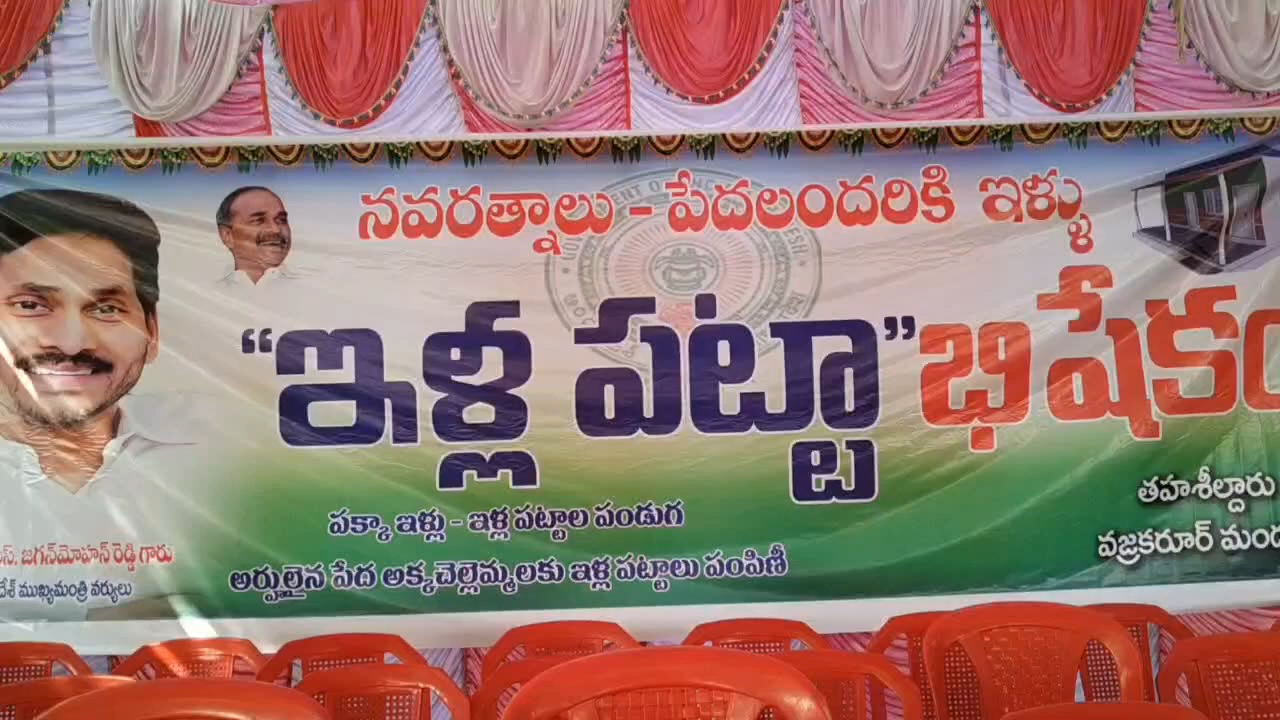 నవరత్నాలు - పేదలందరికి ఇళ్ళు
“ఇళ్ల పట్టా” భిషేకం
పక్కా ఇళ్లు - ఇళ్ల పట్టాల పండుగ
అర్హులైన పేద అక్కచెల్లెమ్మలకు ఇళ్ల పట్టాలు పంపిణీ
జగన్‌మోహన్ రెడ్డి గారు
ముఖ్యమంత్రి వర్యులు
తహశీల్దారు
వజ్రకరూర్